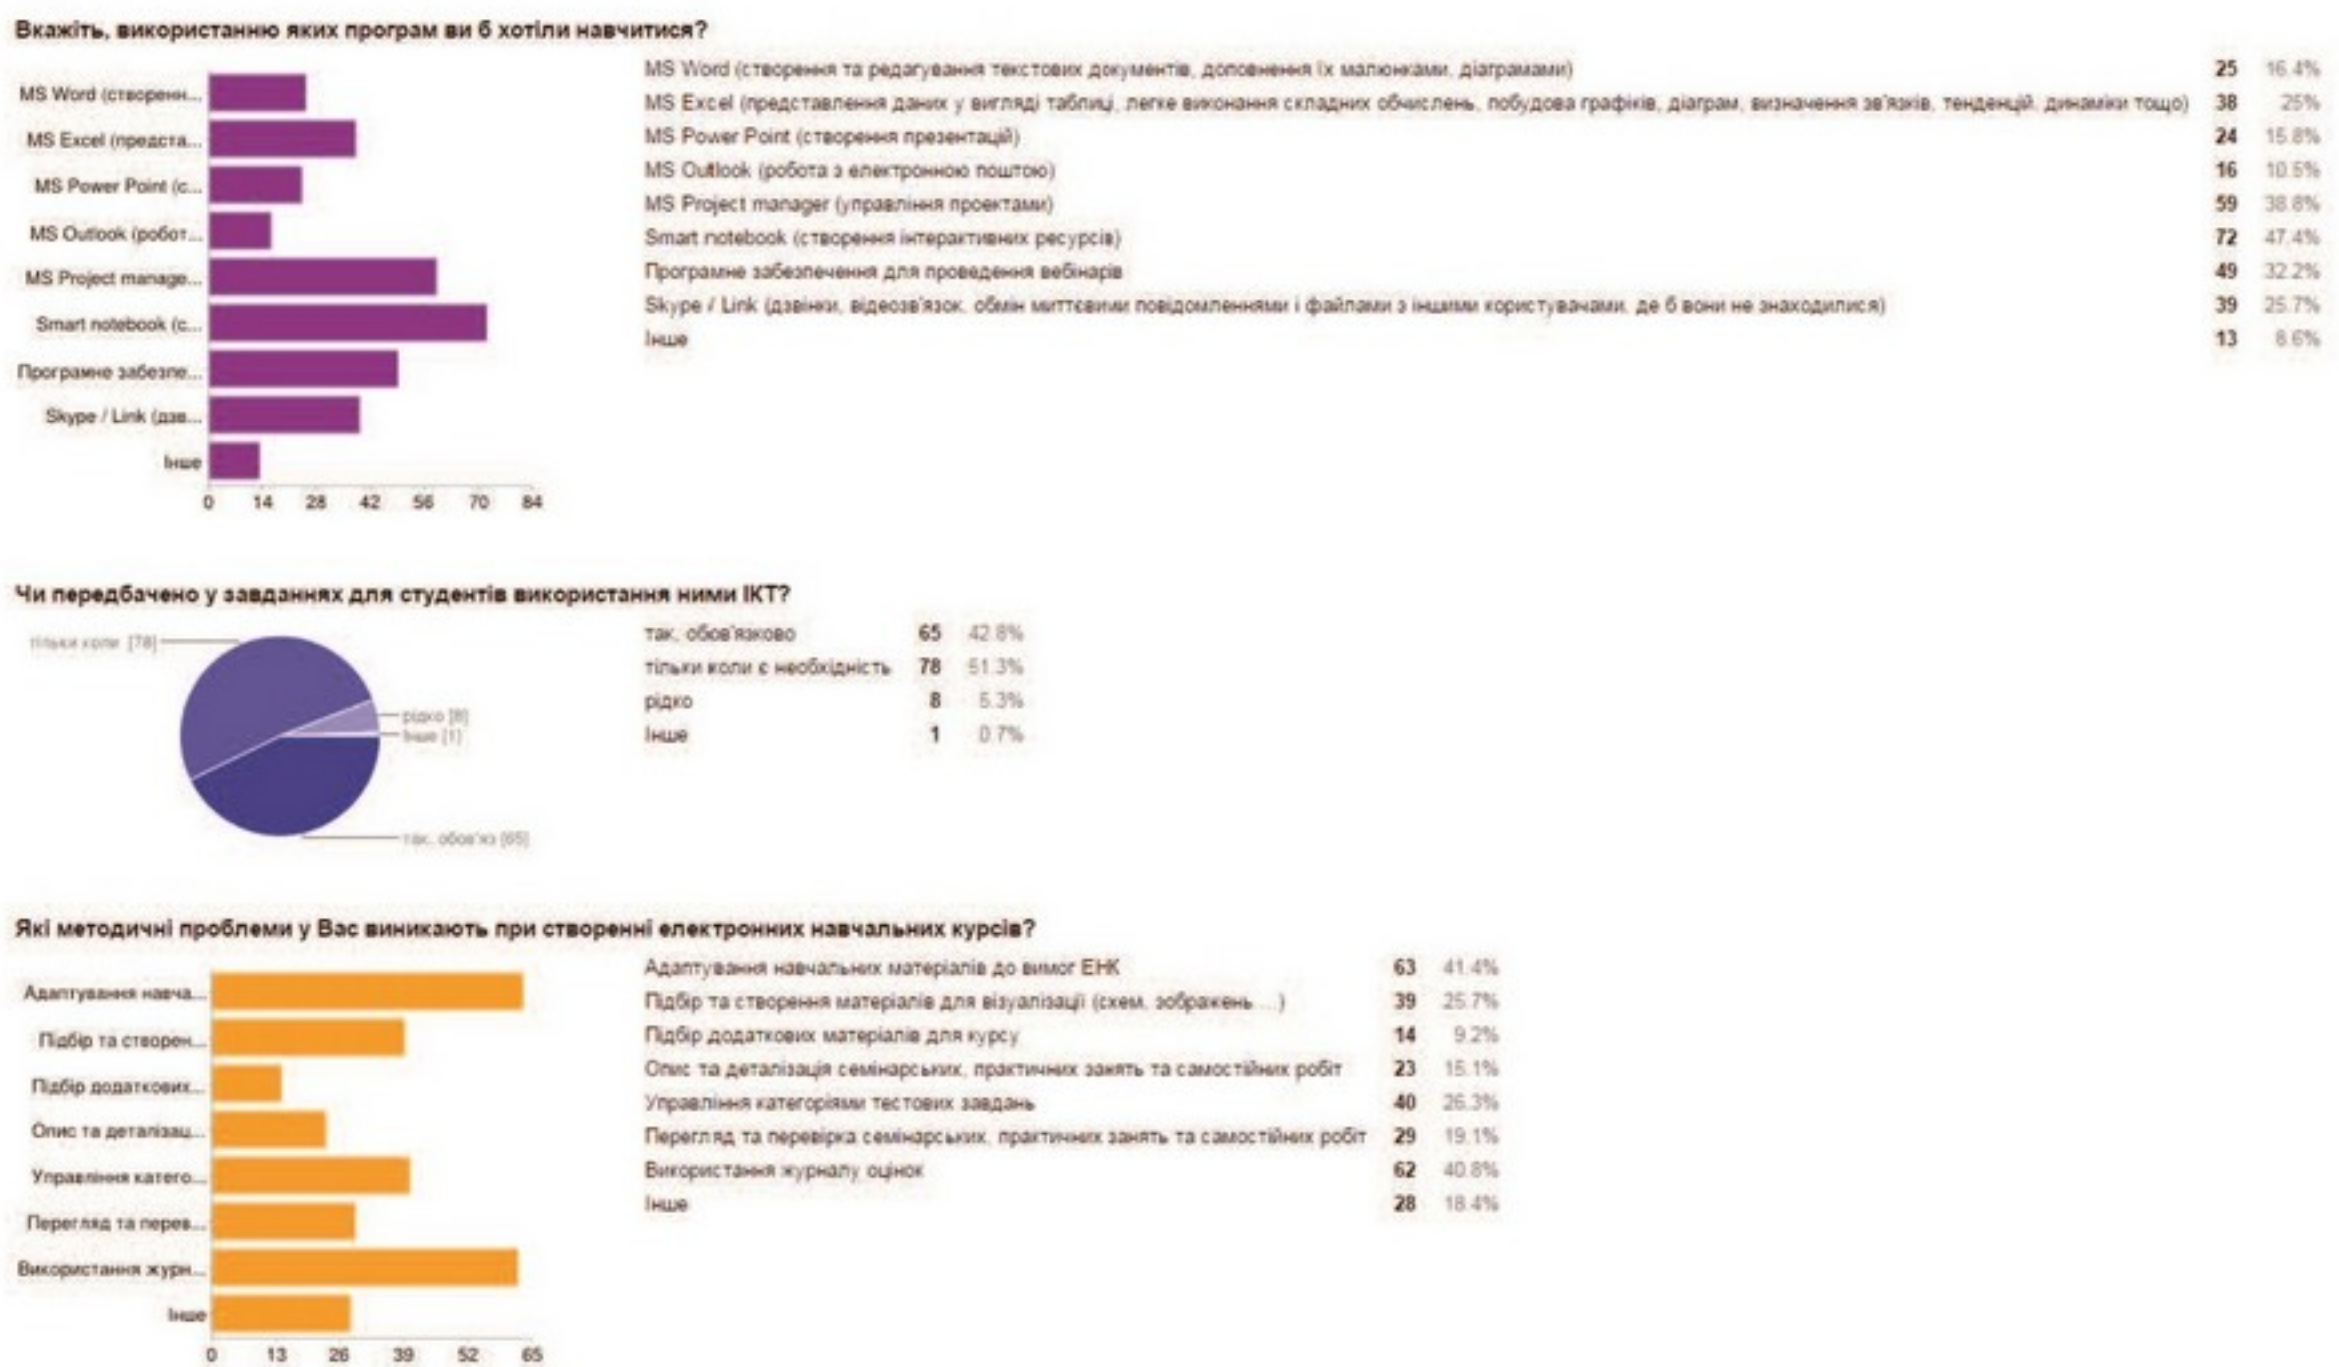 Вкажіть, використанню яких програм ви б хотіли навчитися?
MS Word (створенн...
MS Excel (предста...
MS Power Point (с...
MS Outlook (робот...
MS Project manage...
Smart notebook (с...
Програмне забезпе...
Skype / Link (дзв...
Інше
0 14 28 42 56 70 84
MS Word (створення та редагування текстових документів, доповнення їх малюнками, діаграмами) 25 16.4%
MS Excel (представлення даних у вигляді таблиці, легке виконання складних обчислень, побудова графіків, діаграм, визначення зв'язків, тенденцій, динаміки тощо) 38 25%
MS Power Point (створення презентацій) 24 15.8%
MS Outlook (робота з електронною поштою) 16 10.5%
MS Project manager (управління проектами) 59 38.8%
Smart notebook (створення інтерактивних ресурсів) 72 47.4%
Програмне забезпечення для проведення вебінарів 49 32.2%
Skype / Link (дзвінки, відеозв'язок, обмін миттєвими повідомленнями і файлами з іншими користувачами, де б вони не знаходилися) 39 25.7%
Інше 13 8.6%
Чи передбачено у завданнях для студентів використання ними ІКТ?
тільки коли [78]
рідко [8]
Інше [1]
так, обов'яз [65]
так, обов'язково 65 42.8%
тільки коли є необхідність 78 51.3%
рідко 8 5.3%
Інше 1 0.7%
Які методичні проблеми у Вас виникають при створенні електронних навчальних курсів?
Адаптування навча...
Підбір та створен...
Підбір додаткових...
Опис та деталізац...
Управління катего...
Перегляд та перев...
Використання журн...
Інше
0 13 26 39 52 65
Адаптування навчальних матеріалів до вимог ЕНК 63 41.4%
Підбір та створення матеріалів для візуалізації (схем, зображень ...) 39 25.7%
Підбір додаткових матеріалів для курсу 14 9.2%
Опис та деталізація семінарських, практичних занять та самостійних робіт 23 15.1%
Управління категоріями тестових завдань 40 26.3%
Перегляд та перевірка семінарських, практичних занять та самостійних робіт 29 19.1%
Використання журналу оцінок 62 40.8%
Інше 28 18.4%